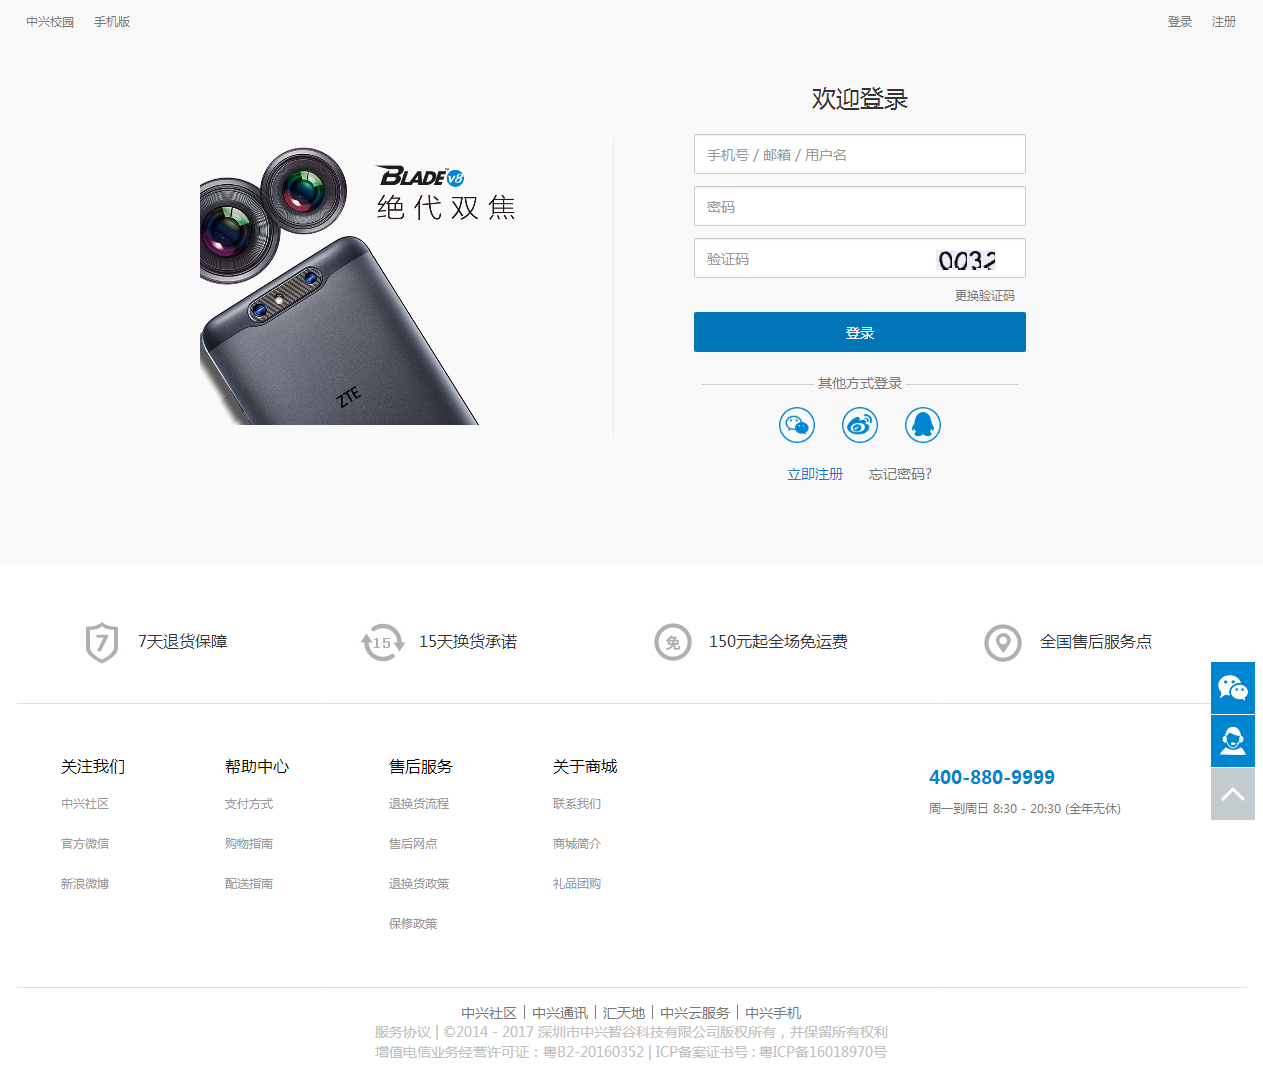 中兴校园 手机版 登录 注册
欢迎登录
手机号 / 邮箱 / 用户名
BLADE V8
绝代双焦
密码
验证码 0032
更换验证码
登录
ZTE
其他方式登录
立即注册 忘记密码?
7 7天退货保障 15 15天换货承诺 免 150元起全场免运费 全国售后服务点
关注我们 帮助中心 售后服务 关于商城
400-880-9999
中兴社区 支付方式 退换货流程 联系我们
周一到周日 8:30 - 20:30 (全年无休)
官方微信 购物指南 售后网点 商城简介
新浪微博 配送指南 退换货政策 礼品团购
保修政策
中兴社区 | 中兴通讯 | 汇天地 | 中兴云服务 | 中兴手机
服务协议 | ©2014 - 2017 深圳市中兴智谷科技有限公司版权所有，并保留所有权利
增值电信业务经营许可证：粤B2-20160352 | ICP备案证书号 : 粤ICP备16018970号